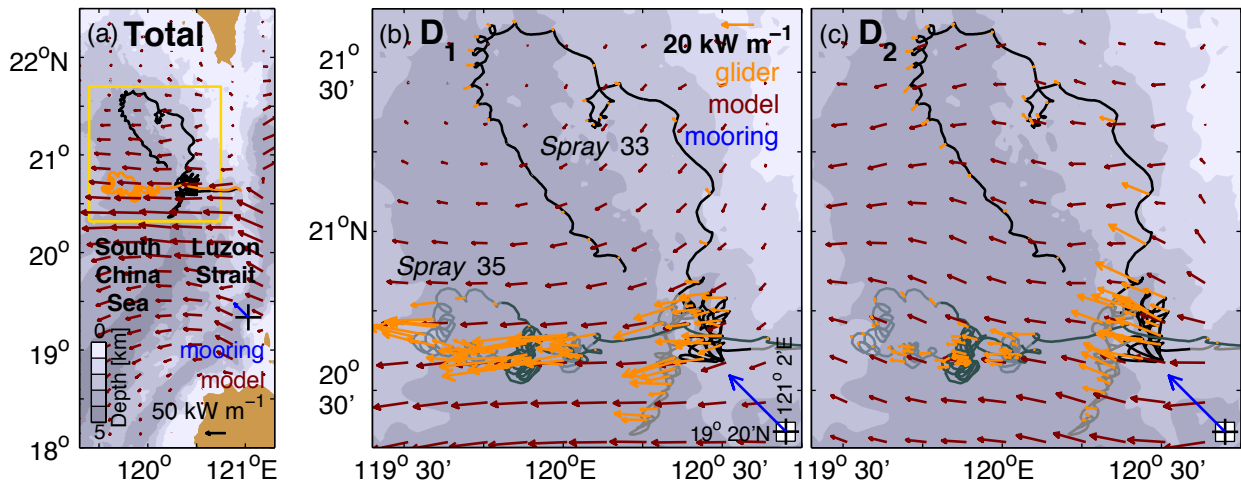 (a) Total
22°N
21°
20°
19°
18°
120°
121°E
South
China
Sea
Luzon
Strait
0
Depth [km]
5
mooring
model
50 kW m⁻¹
(b) D₁
20 kW m⁻¹
glider
model
mooring
Spray 33
Spray 35
21°
30'
21°N
20°
30'
119° 30'
120°E
120° 30'
19° 20'N
121° 2'E
(c) D₂
119° 30'
120°E
120° 30'